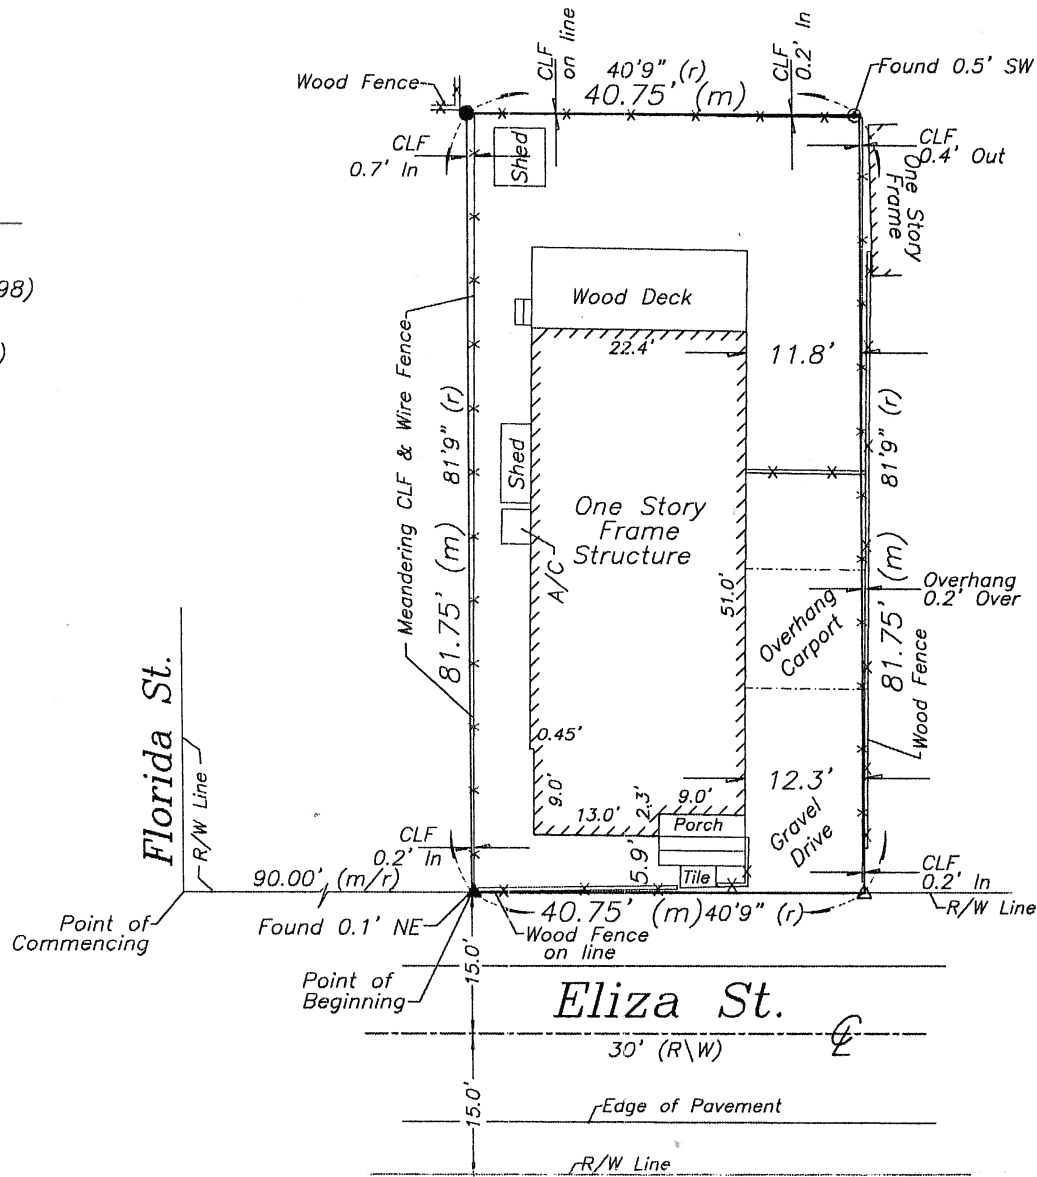 CLF
on line
CLF
0.2' In
Wood Fence
40'9" (r)
40.75' (m)
Found 0.5' SW
CLF
0.7' In
Shed
CLF
0.4' Out
One Story
Frame
98)
)
Wood Deck
22.4'
11.8'
Meandering CLF & Wire Fence
81.75' (m) 81'9" (r)
81.75' (m) 81'9" (r)
Shed
A/C
One Story
Frame
Structure
51.0'
Overhang
Carport
Overhang
0.2' Over
Wood Fence
Florida St.
R/W Line
0.45'
9.0'
13.0'
2.3'
9.0'
12.3'
Porch
Gravel
Drive
5.9'
Tile
CLF
0.2' In
CLF
0.2' In
90.00' (m/r)
Point of
Commencing
Found 0.1' NE
40.75' (m) 40'9" (r)
R/W Line
Wood Fence
on line
Point of
Beginning
15.0'
Eliza St.
CL
30' (R\W)
15.0'
Edge of Pavement
R/W Line